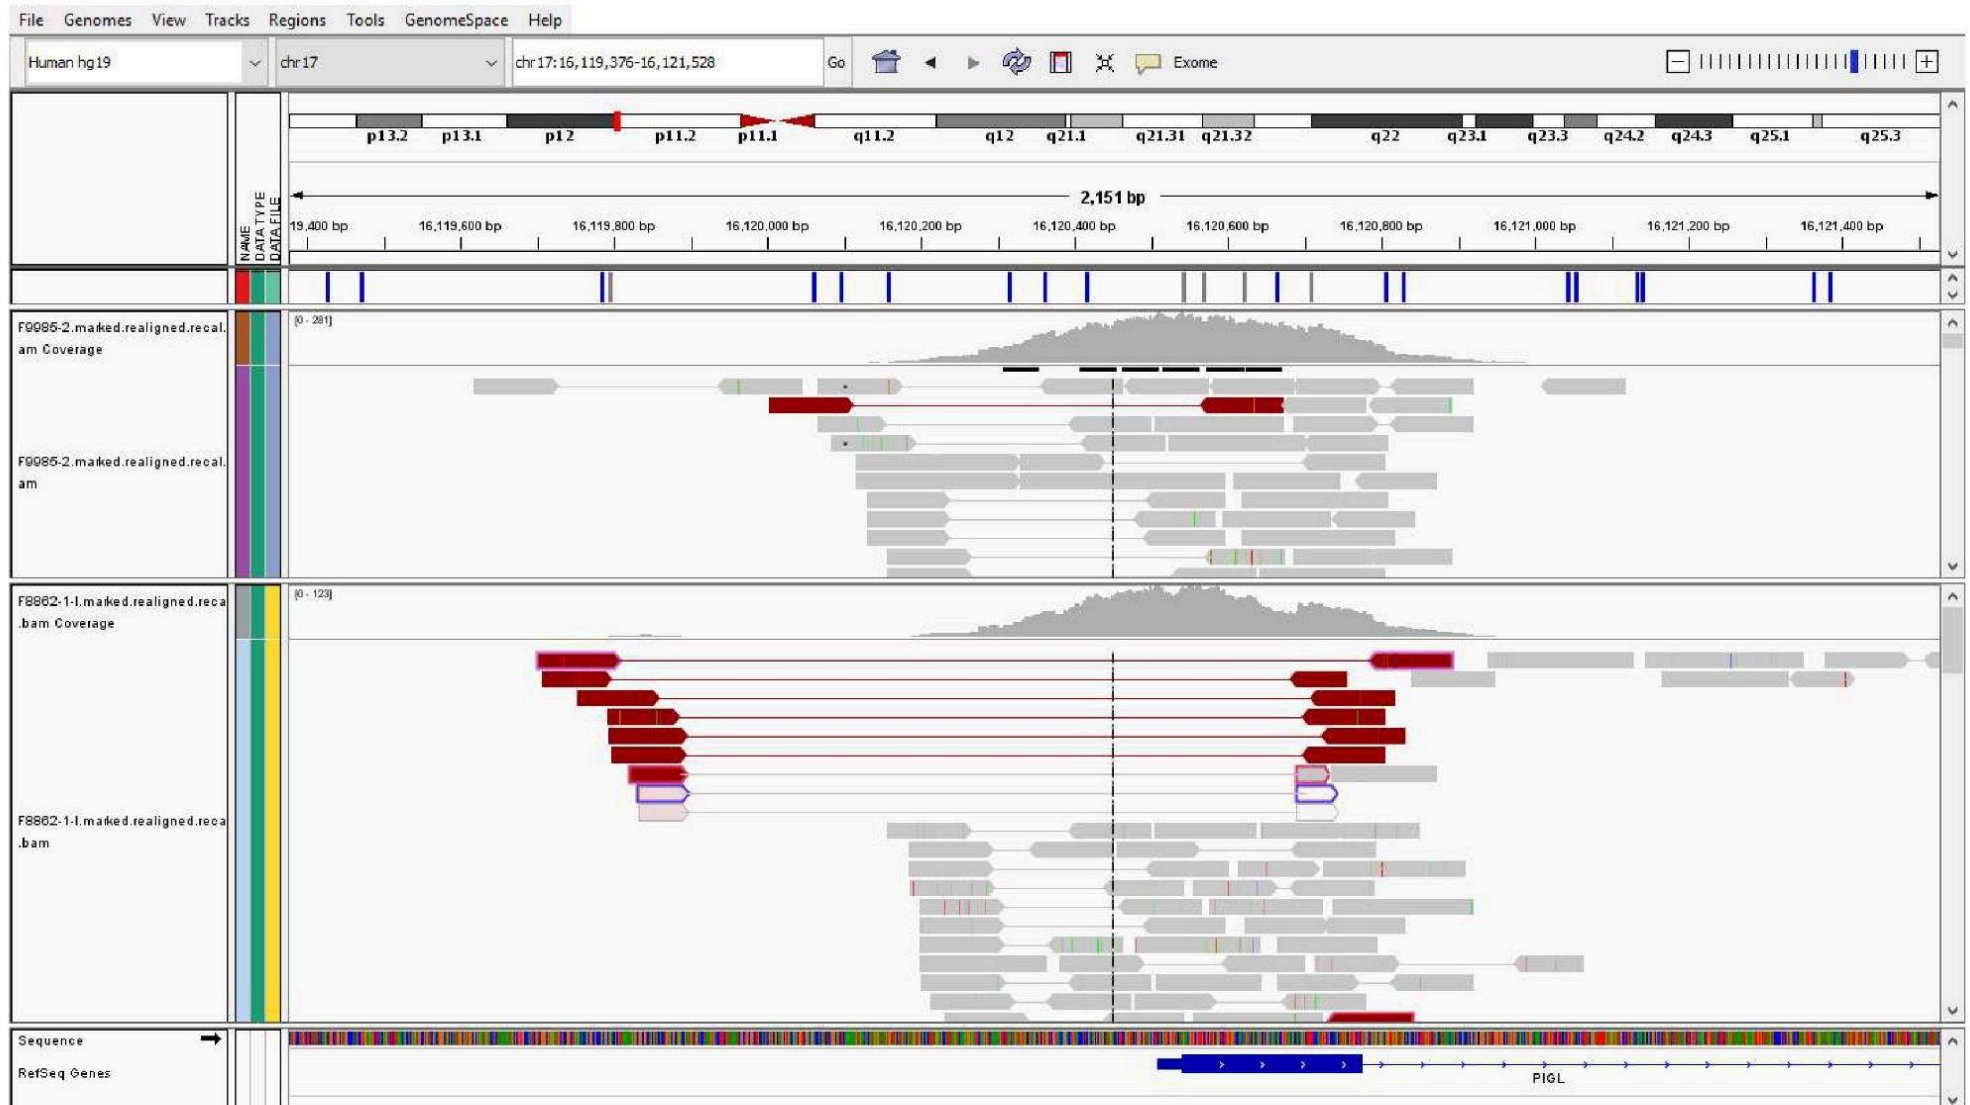 File Genomes View Tracks Regions Tools GenomeSpace Help
Human hg19 chr17 chr17:16,119,376-16,121,528 Go Exome
p13.2 p13.1 p12 p11.2 p11.1 q11.2 q12 q21.1 q21.31 q21.32 q22 q23.1 q23.3 q24.2 q24.3 q25.1 q25.3
2,151 bp
19,400 bp 16,119,600 bp 16,119,800 bp 16,120,000 bp 16,120,200 bp 16,120,400 bp 16,120,600 bp 16,120,800 bp 16,121,000 bp 16,121,200 bp 16,121,400 bp
NAME
DATA TYPE
DATA FILE
F9985-2.marked.realigned.recal.
am Coverage
[0 - 281]
F9985-2.marked.realigned.recal.
am
F8862-1-I.marked.realigned.reca
.bam Coverage
[0 - 123]
F8862-1-I.marked.realigned.reca
.bam
Sequence
RefSeq Genes
PIGL